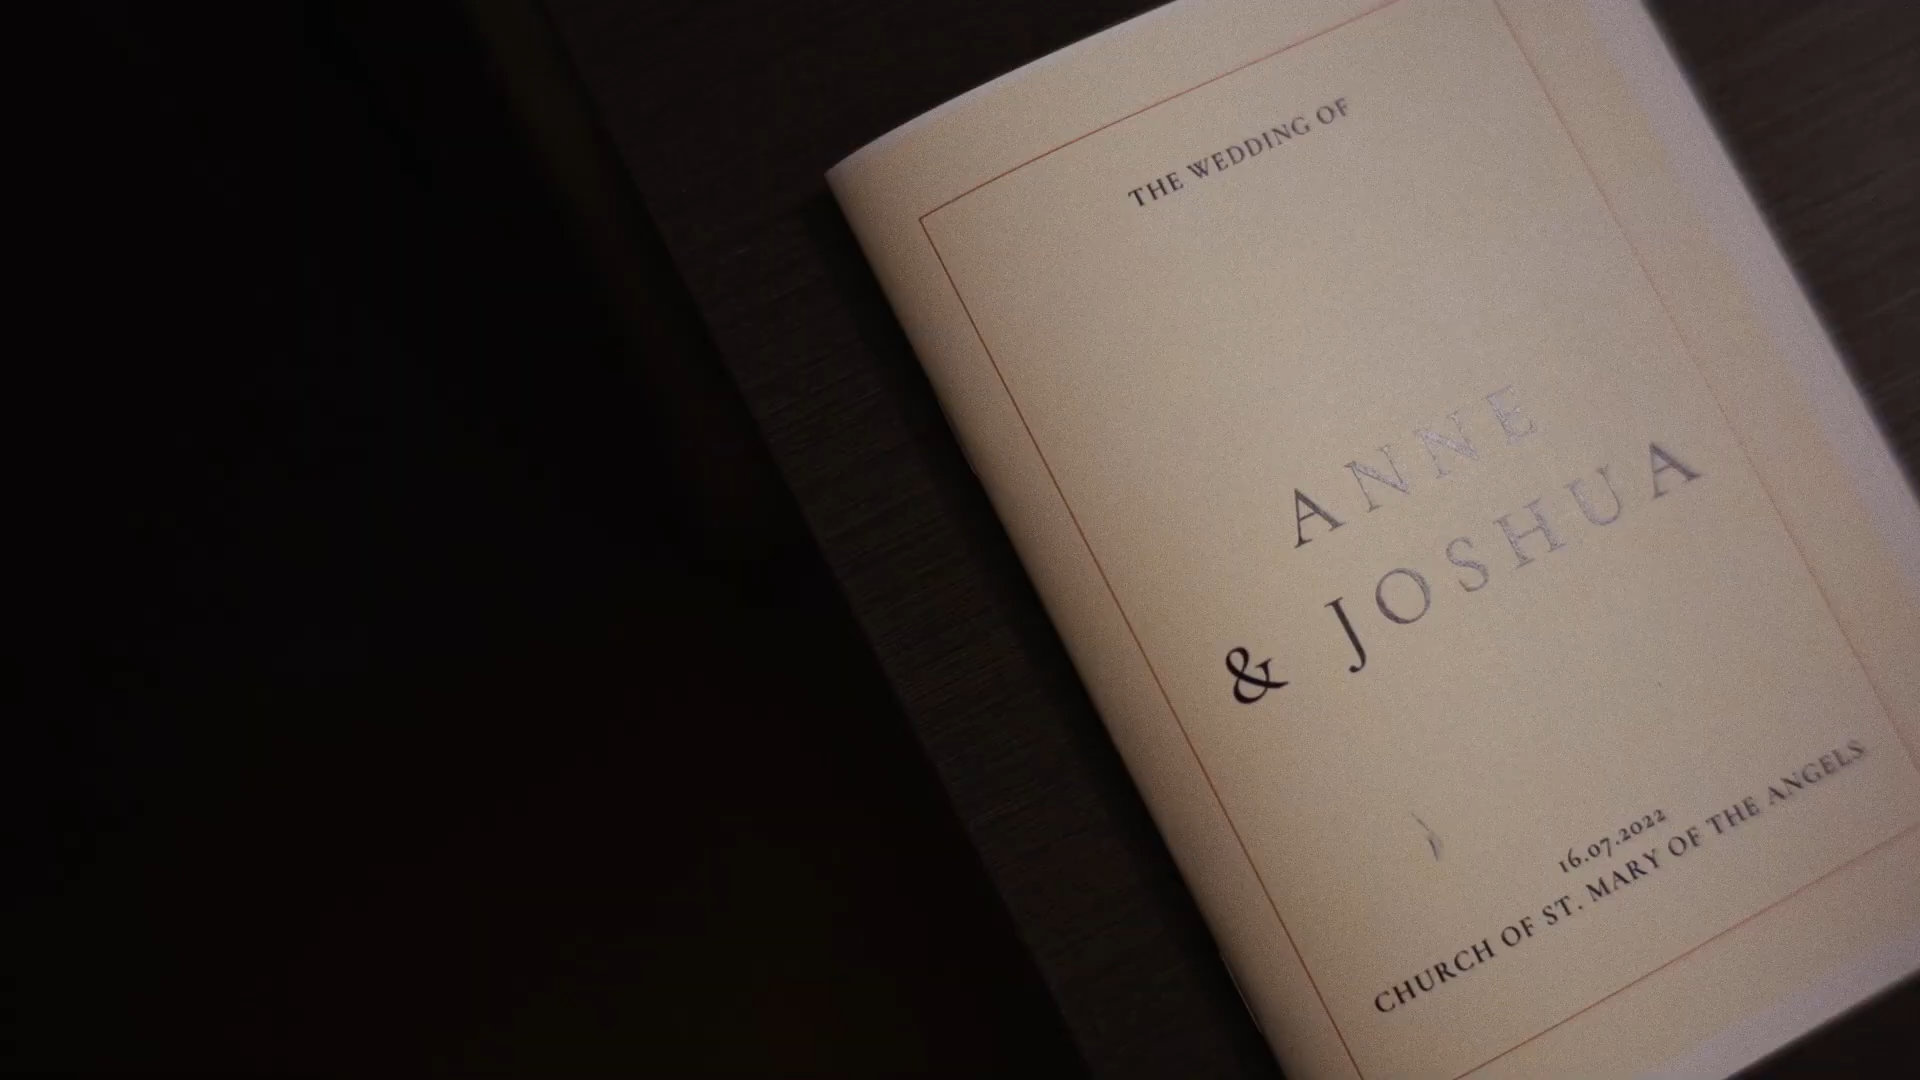 THE WEDDING OF
ANNE
& JOSHUA
16.07.2022
CHURCH OF ST. MARY OF THE ANGELS